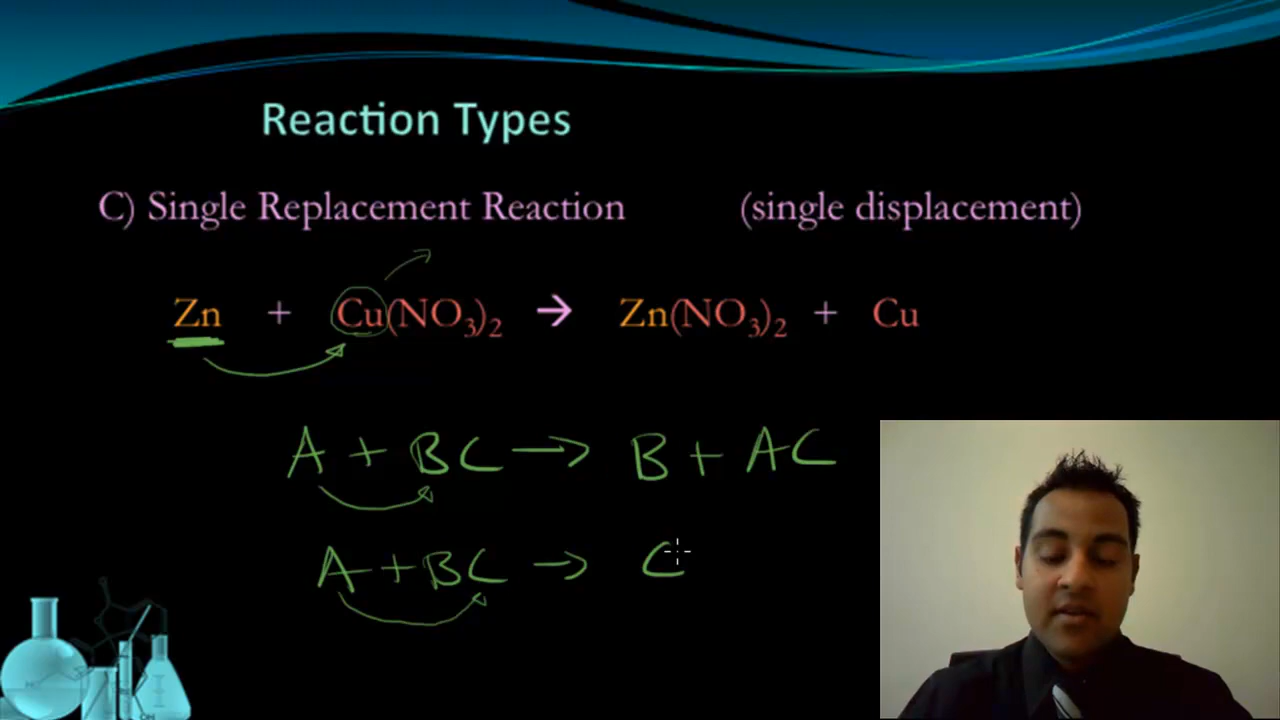 Reaction Types
C) Single Replacement Reaction (single displacement)
Zn + Cu(NO₃)₂ → Zn(NO₃)₂ + Cu
A + BC → B + AC
A + BC → C